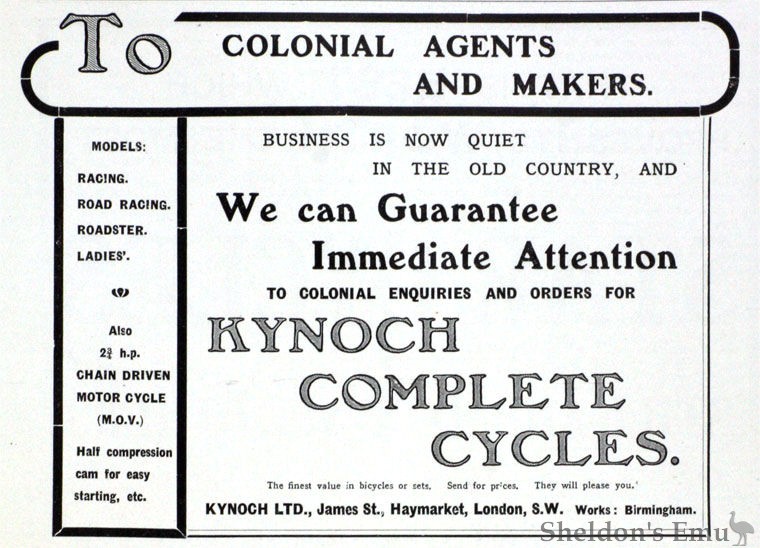 To COLONIAL AGENTS
AND MAKERS.
MODELS:
RACING.
ROAD RACING.
ROADSTER.
LADIES'.
Also
2¾ h.p.
CHAIN DRIVEN
MOTOR CYCLE
(M.O.V.)
Half compression
cam for easy
starting, etc.
BUSINESS IS NOW QUIET
IN THE OLD COUNTRY, AND
We can Guarantee
Immediate Attention
TO COLONIAL ENQUIRIES AND ORDERS FOR
KYNOCH
COMPLETE
CYCLES.
The finest value in bicycles or sets. Send for prices. They will please you.
KYNOCH LTD., James St., Haymarket, London, S.W. Works: Birmingham.
Sheldon's Emu